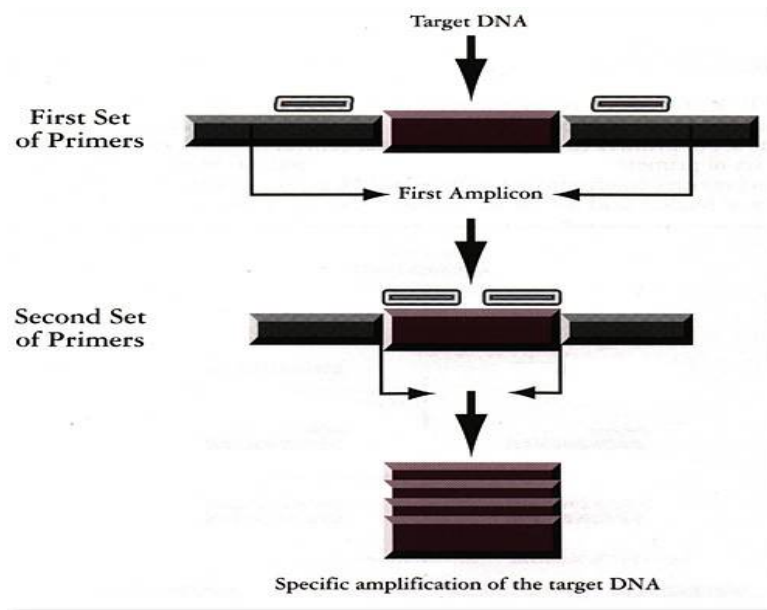 Target DNA
First Set
of Primers
First Amplicon
Second Set
of Primers
Specific amplification of the target DNA